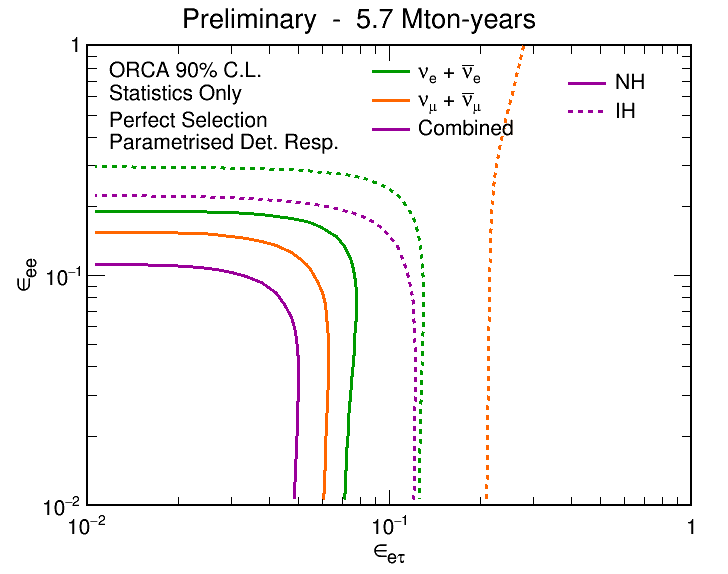 Preliminary - 5.7 Mton-years
ORCA 90% C.L.
Statistics Only
Perfect Selection
Parametrised Det. Resp.
νe + ν̄e
νμ + ν̄μ
Combined
NH
IH
1
10⁻¹
10⁻²
ϵee
10⁻²
10⁻¹
1
ϵeτ